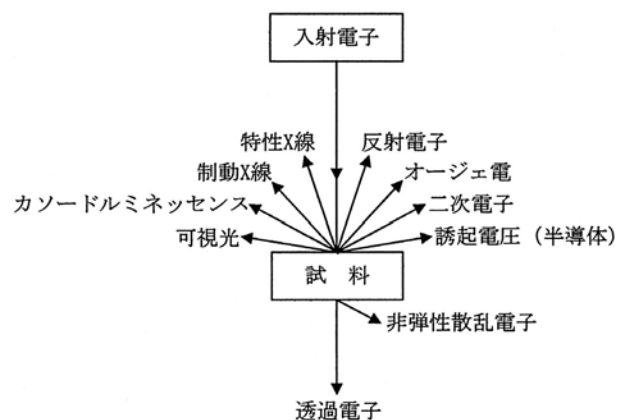 入射電子
特性X線
反射電子
制動X線
オージェ電
カソードルミネッセンス
二次電子
可視光
誘起電圧（半導体）
試 料
非弾性散乱電子
透過電子